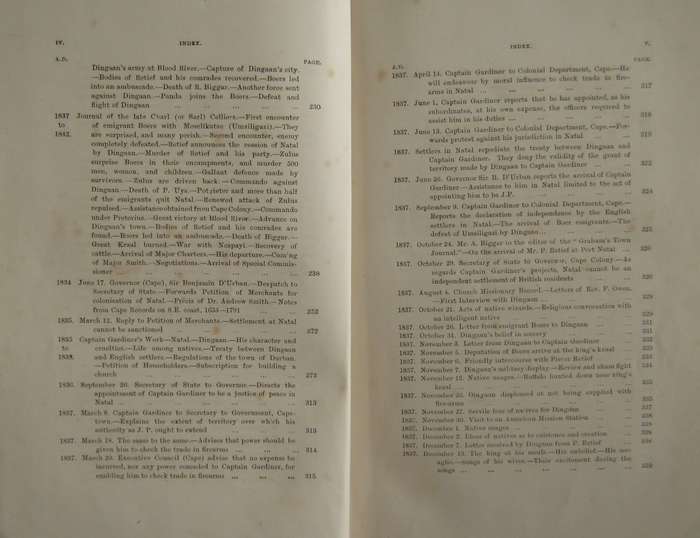 IV.
INDEX.
A.D.
PAGE.
Dingaan's army at Blood River.—Capture of Dingaan's city.
—Bodies of Retief and his comrades recovered.—Boers led
into an ambuscade.—Death of R. Biggar.—Another force sent
against Dingaan.—Panda joins the Boers.—Defeat and
flight of Dingaan ... ... ... ... ... 230
1837 Journal of the late Charl (or Sarl) Celliers.—First encounter
to of emigrant Boers with Moselikatse (Umziligazi).—They
1842. are surprised, and many perish.—Second encounter, enemy
completely defeated.—Retief announces the cession of Natal
by Dingaan.—Murder of Retief and his party.—Zulus
surprise Boers in their encampments, and murder 500
men, women, and children.—Gallant defence made by
survivors.—Zulus are driven back.—Commando against
Dingaan.—Death of P. Uys.—Potgieter and more than half
of the emigrants quit Natal.—Renewed attack of Zulus
repulsed.—Assistance obtained from Cape Colony.—Commando
under Pretorius.—Great victory at Blood River.—Advance on
Dingaan's town.—Bodies of Retief and his comrades are
found.—Boers led into an ambuscade.—Death of Biggar.—
Great Kraal burned.—War with Nongapi.—Recovery of
cattle.—Arrival of Major Charters.—His departure.—Coming
of Major Smith.—Negotiations.—Arrival of Special Commis-
sioner ... ... ... ... ... 238
1834 June 17. Governor (Cape), Sir Benjamin D'Urban.—Despatch to
Secretary of State.—Forwards Petition of Merchants for
colonisation of Natal.—Précis of Dr. Andrew Smith.—Notes
from Cape Records on S.E. coast, 1633–1791 ... ... 252
1835. March 12. Reply to Petition of Merchants.—Settlement at Natal
cannot be sanctioned ... ... ... ... 272
1835 Captain Gardiner's Work—Natal.—Dingaan.—His character and
to cruelties.—Life among natives.—Treaty between Dingaan
1838. and English settlers.—Regulations of the town of Durban.
—Petition of Householders.—Subscription for building a
church ... ... ... ... ... 273
1836. September 20. Secretary of State to Governor.—Directs the
appointment of Captain Gardiner to be a justice of peace in
Natal ... ... ... ... ... 313
1837. March 9. Captain Gardiner to Secretary to Government, Cape-
town.—Explains the extent of territory over which his
authority as J. P. ought to extend ... ... ... 313
1837. March 18. The same to the same.—Advises that power should be
given him to check the trade in firearms ... ... ... 314
1837. March 20. Executive Council (Cape) advise that no expense be
incurred, nor any power conceded to Captain Gardiner, for
enabling him to check trade in firearms ... ... ... 315
INDEX.
V.
A.D.
PAGE.
1837. April 14. Captain Gardiner to Colonial Department, Cape.—He
will endeavour by moral influence to check trade in fire-
arms in Natal ... ... ... ... ... 317
1837. June 1. Captain Gardiner reports that he has appointed, as his
subordinates, at his own expense, the officers required to
assist him in his duties ... ... ... ... 318
1837. June 13. Captain Gardiner to Colonial Department, Cape.—For-
wards protest against his jurisdiction in Natal ... 319
1837. Settlers in Natal repudiate the treaty between Dingaan and
Captain Gardiner. They deny the validity of the grant of
territory made by Dingaan to Captain Gardiner ... 322
1837. June 26. Governor Sir B. D'Urban reports the arrival of Captain
Gardiner.—Assistance to him in Natal limited to the act of
appointing him to be J.P. ... ... ... 324
1837. September 9. Captain Gardiner to Colonial Department, Cape.—
Reports the declaration of independence by the English
settlers in Natal.—The arrival of Boer emigrants.—The
defeat of Umsiligazi by Dingaan ... ... ... 325
1837. October 24. Mr. A. Biggar to the editor of the "Graham's Town
Journal."—On the arrival of Mr. P. Retief at Port Natal ... 326
1837. October 29. Secretary of State to Governor, Cape Colony.—As
regards Captain Gardiner's projects, Natal cannot be an
independent settlement of British residents ... 326
1837. August 4. Church Missionary Record.—Letters of Rev. F. Owen.
—First Interview with Dingaan ... ... ... 329
1837. October 21. Acts of native wizards.—Religious conversation with
an intelligent native ... ... ... 329
1837. October 26. Letter from emigrant Boers to Dingaan ... ... 331
1837. October 31. Dingaan's belief in sorcery ... ... 331
1837. November 3. Letter from Dingaan to Captain Gardiner ... 332
1837. November 5. Deputation of Boers arrive at the king's kraal
1837. November 6. Friendly intercourse with Pieter Retief
1837. November 7. Dingaan's military display.—Review and sham fight 334
1837. November 12. Native usages.—Buffalo hunted down near king's
kraal ... ... ... ... 335
1837. November 25. Dingaan displeased at not being supplied with
firearms ... ... ... 335
1837. November 27. Servile fear of natives for Dingaan ... 337
1837. November 30. Visit to an American Mission Station ... 338
1837. December 1. Native usages ... ... ... 338
1837. December 2. Ideas of natives as to existence and creation ... 338
1837. December 7. Letter received by Dingaan from P. Retief ...
1837. December 13. The king at his meals.—His unbelief.—His mes-
sages.—Songs of his wives.—Their excitement during the
songs ... ... ... ... 339